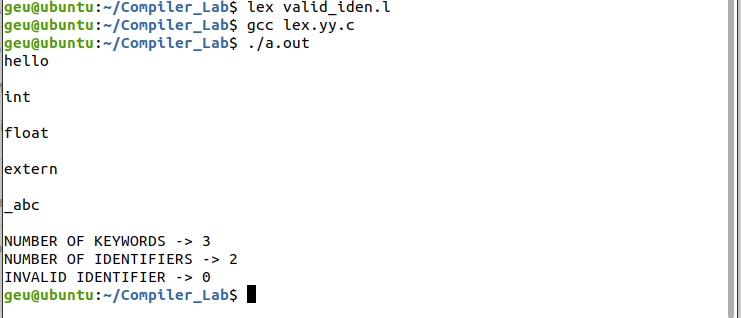 geu@ubuntu:~/Compiler_Lab$ lex valid_iden.l
geu@ubuntu:~/Compiler_Lab$ gcc lex.yy.c
geu@ubuntu:~/Compiler_Lab$ ./a.out
hello
int
float
extern
_abc
NUMBER OF KEYWORDS -> 3
NUMBER OF IDENTIFIERS -> 2
INVALID IDENTIFIER -> 0
geu@ubuntu:~/Compiler_Lab$